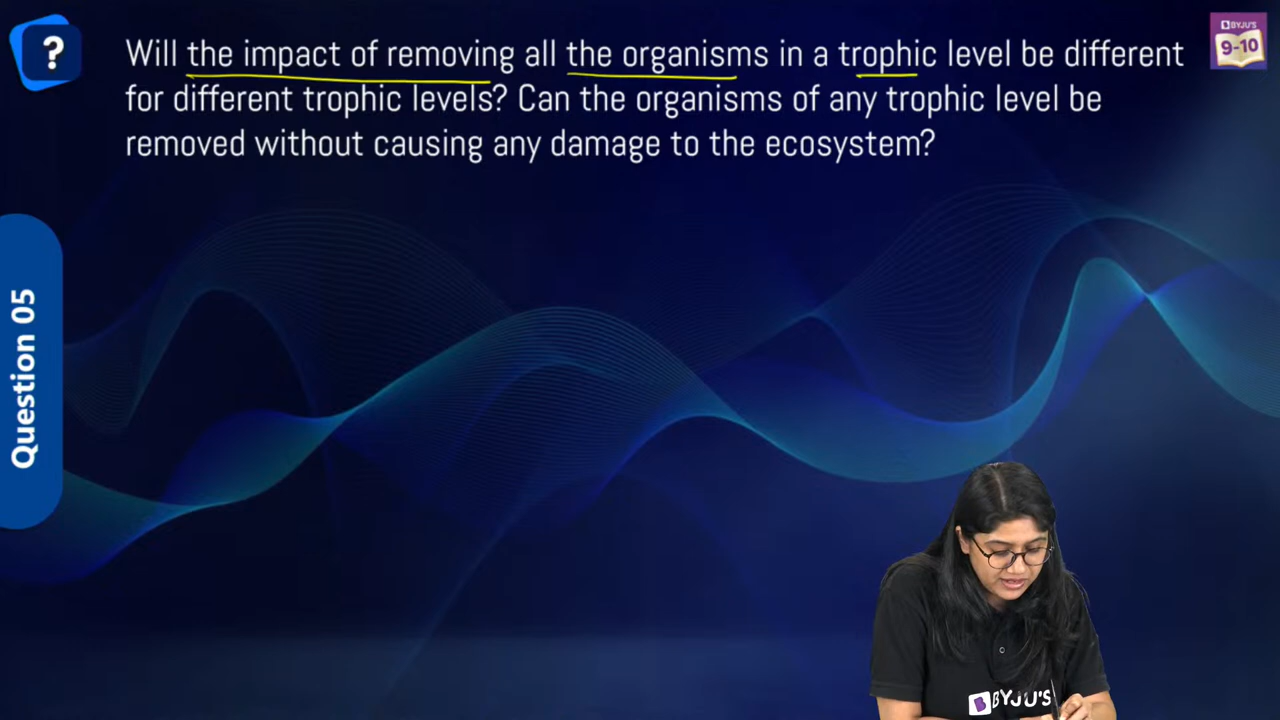 ?
Will the impact of removing all the organisms in a trophic level be different
for different trophic levels? Can the organisms of any trophic level be
removed without causing any damage to the ecosystem?
BYJU'S
9-10
Question 05
BYJU'S